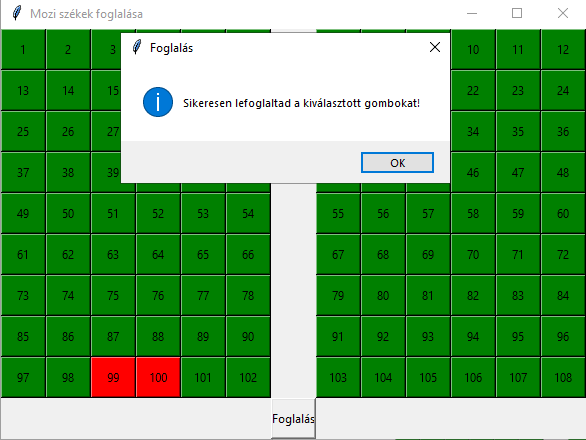 Mozi székek foglalása
1 2 3 10 11 12
Foglalás
13 14 15 22 23 24
Sikeresen lefoglaltad a kiválasztott gombokat!
25 26 27 34 35 36
OK
37 38 39 46 47 48
49 50 51 52 53 54 55 56 57 58 59 60
61 62 63 64 65 66 67 68 69 70 71 72
73 74 75 76 77 78 79 80 81 82 83 84
85 86 87 88 89 90 91 92 93 94 95 96
97 98 99 100 101 102 103 104 105 106 107 108
Foglalás